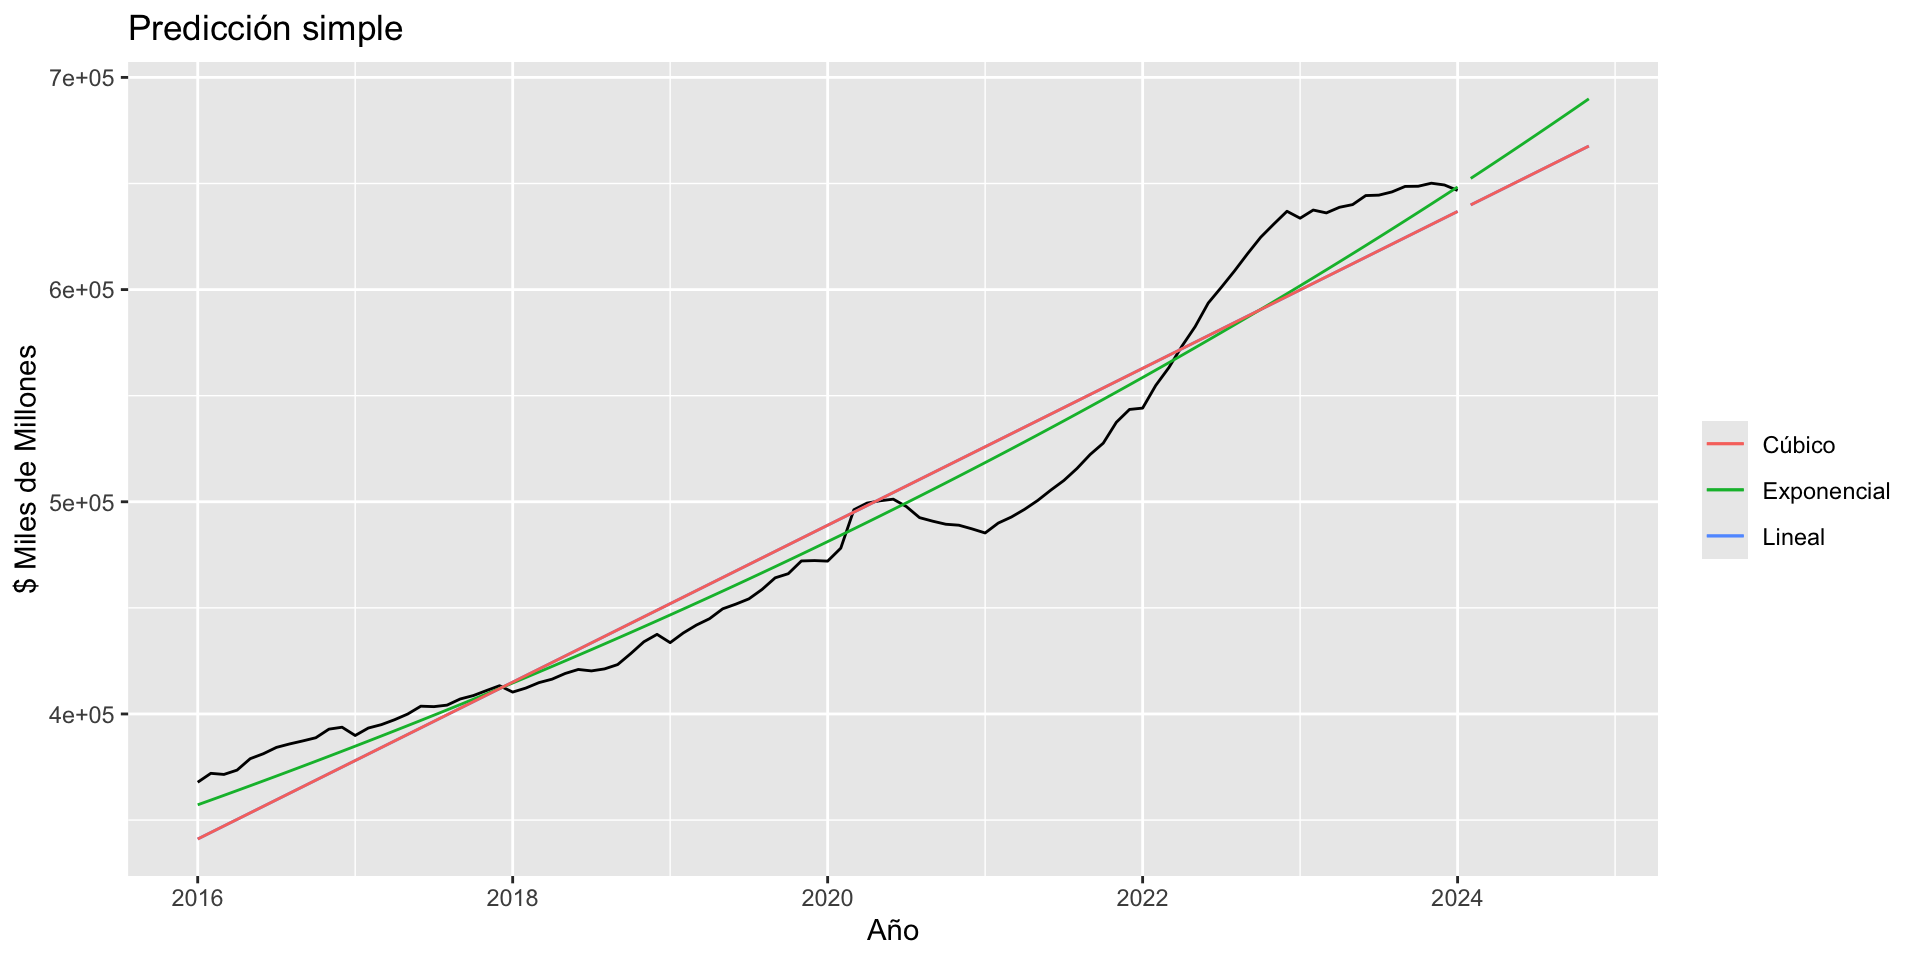 Predicción simple
7e+05
6e+05
5e+05
4e+05
$ Miles de Millones
2016
2018
2020
2022
2024
Año
Cúbico
Exponencial
Lineal